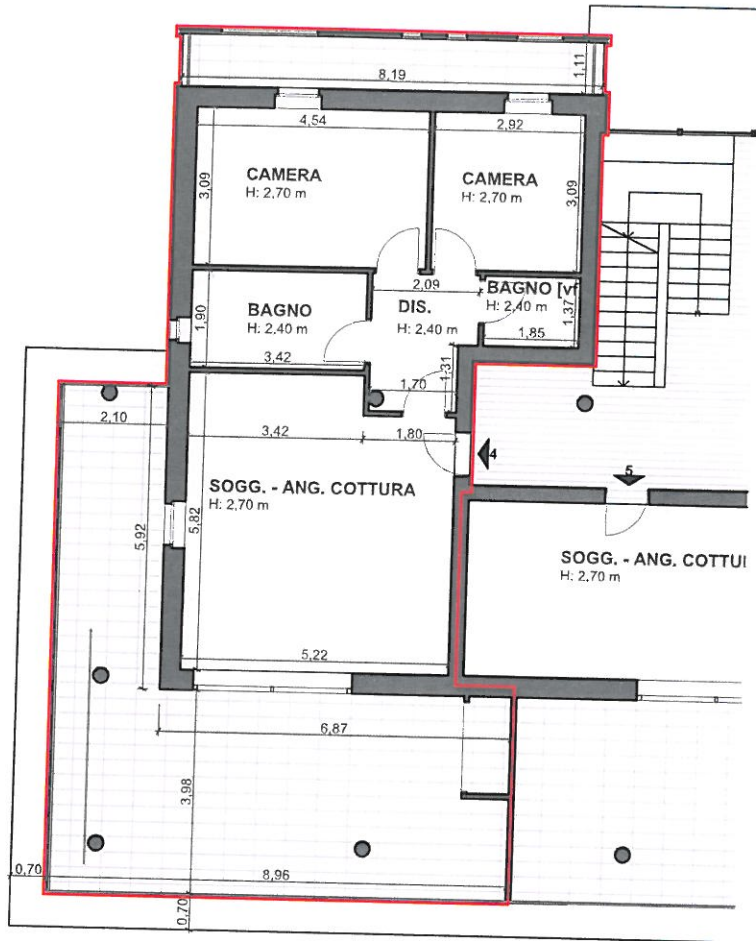 8,19
1,11
4,54
2,92
CAMERA
H: 2,70 m
3,09
CAMERA
H: 2,70 m
3,09
2,09
BAGNO
H: 2,40 m
1,90
3,42
DIS.
H: 2,40 m
BAGNO [vf
H: 2,40 m
1,37
1,85
1,31
1,70
2,10
3,42
1,80
4
5
SOGG. - ANG. COTTURA
H: 2,70 m
5,82
5,92
SOGG. - ANG. COTTUI
H: 2,70 m
5,22
6,87
3,98
0,70
8,96
0,70